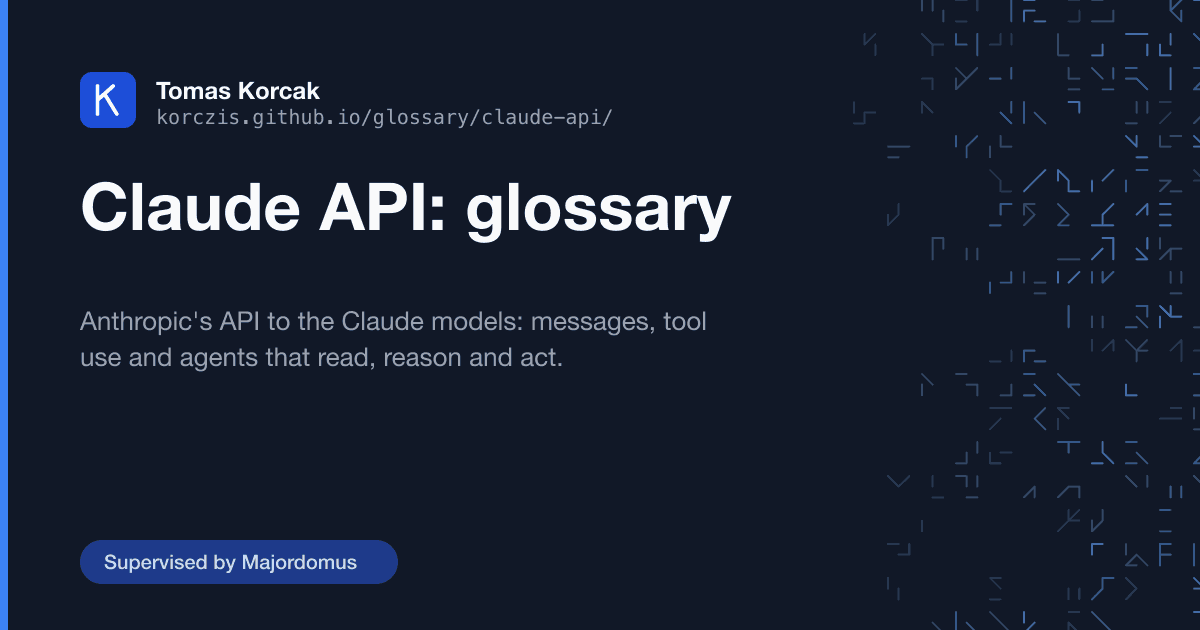 K
Tomas Korcak
korczis.github.io/glossary/claude-api/
Claude API: glossary
Anthropic's API to the Claude models: messages, tool
use and agents that read, reason and act.
Supervised by Majordomus